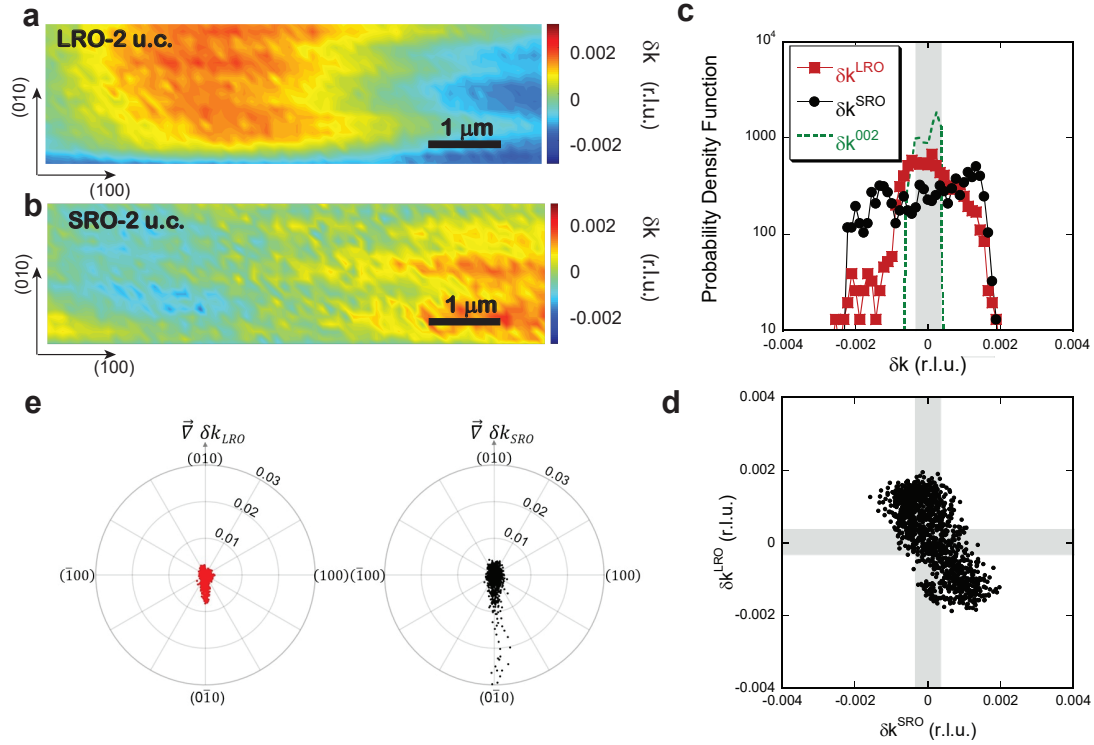 a
LRO-2 u.c.
(010)
(100)
1 μm
0.002
0
-0.002
δk (r.l.u.)
b
SRO-2 u.c.
(010)
(100)
1 μm
0.002
0
-0.002
δk (r.l.u.)
c
10⁴
1000
100
10
Probability Density Function
δk^LRO
δk^SRO
δk^002
-0.004 -0.002 0 0.002 0.004
δk (r.l.u.)
d
0.004
0.002
0
-0.002
-0.004
δk^LRO (r.l.u.)
-0.004 -0.002 0 0.002 0.004
δk^SRO (r.l.u.)
e
∇⃗ δk_LRO
(010)
0.03
0.02
0.01
(1̅00) (100)
(01̅0)
∇⃗ δk_SRO
(010)
0.03
0.02
0.01
(1̅00) (100)
(01̅0)